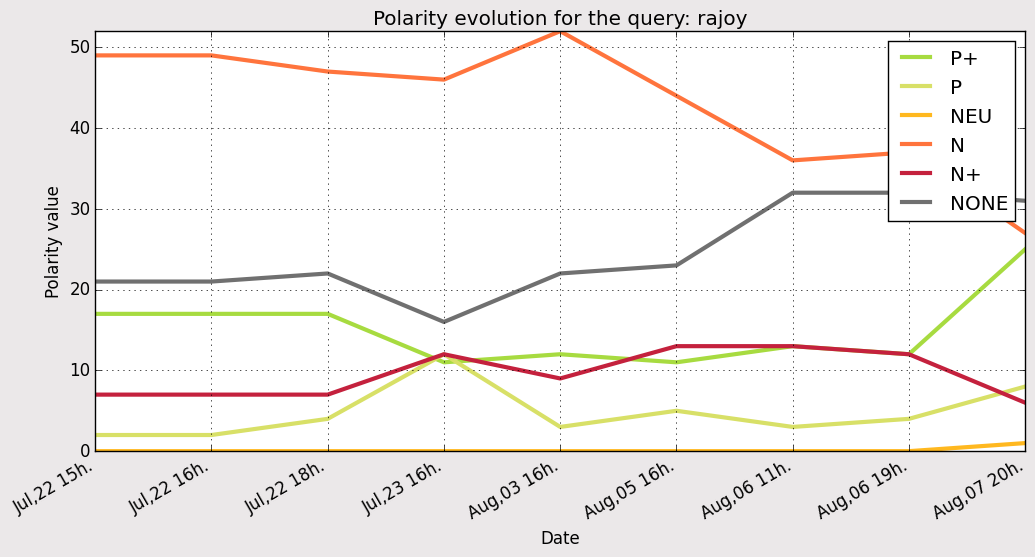 Polarity evolution for the query: rajoy
50
40
30
20
10
0
Polarity value
P+
P
NEU
N
N+
NONE
Jul,22 15h.
Jul,22 16h.
Jul,22 18h.
Jul,23 16h.
Aug,03 16h.
Aug,05 16h.
Aug,06 11h.
Aug,06 19h.
Aug,07 20h.
Date